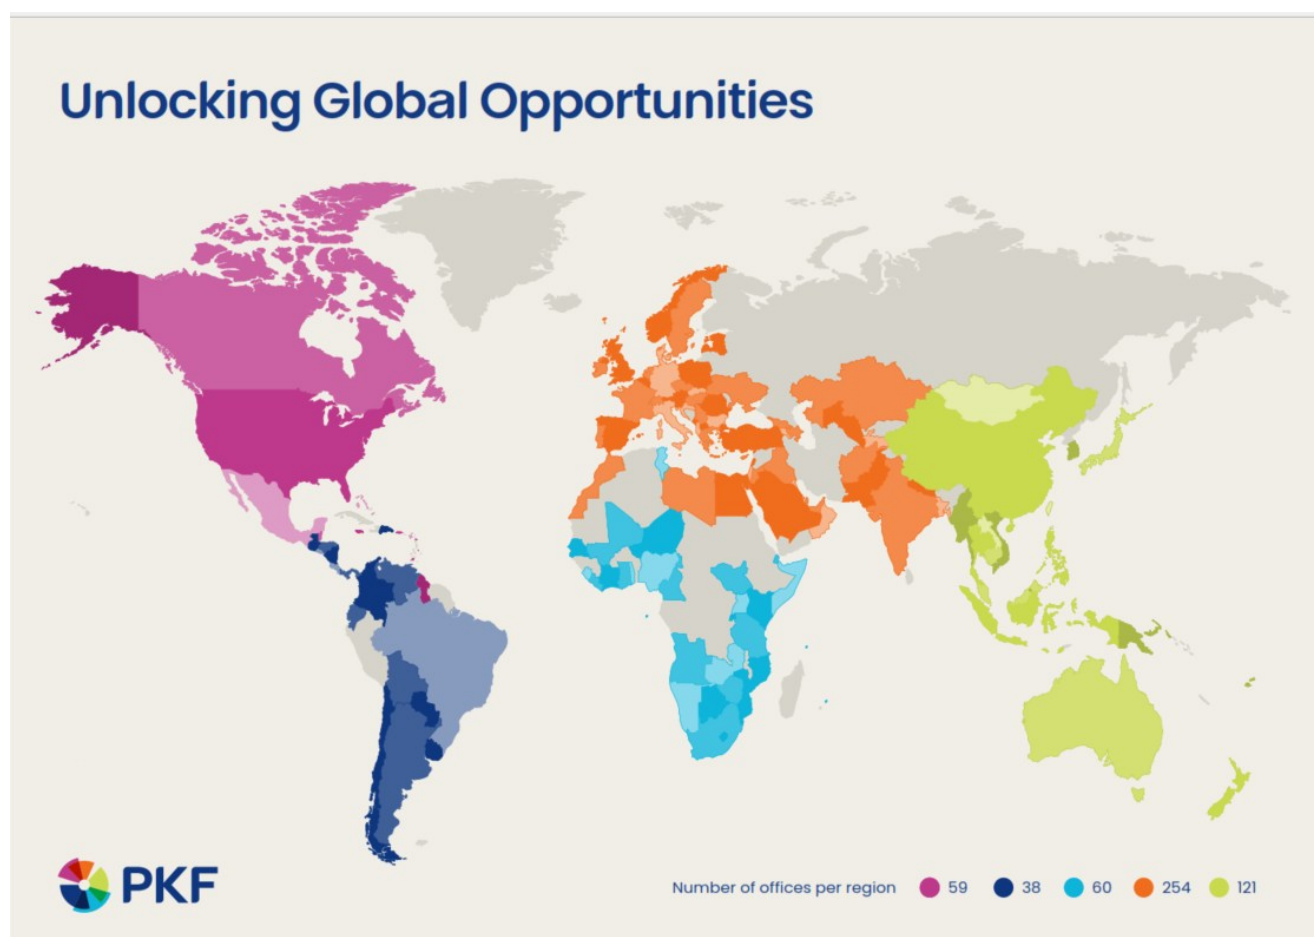 Unlocking Global Opportunities
PKF
Number of offices per region 59 38 60 254 121